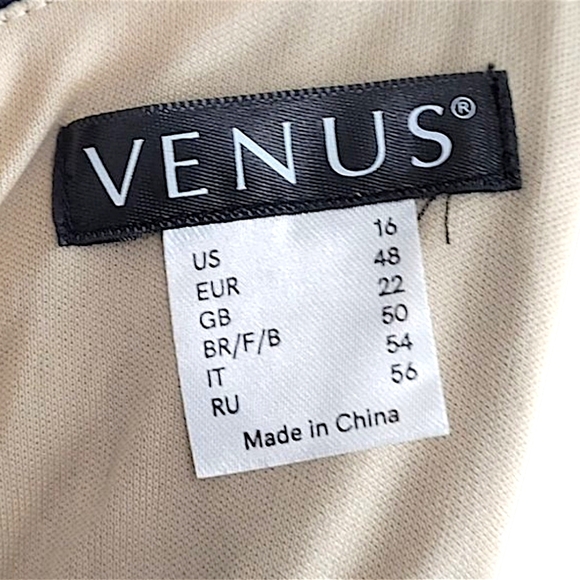 VENUS®
US 16
EUR 48
GB 22
BR/F/B 50
IT 54
RU 56
Made in China